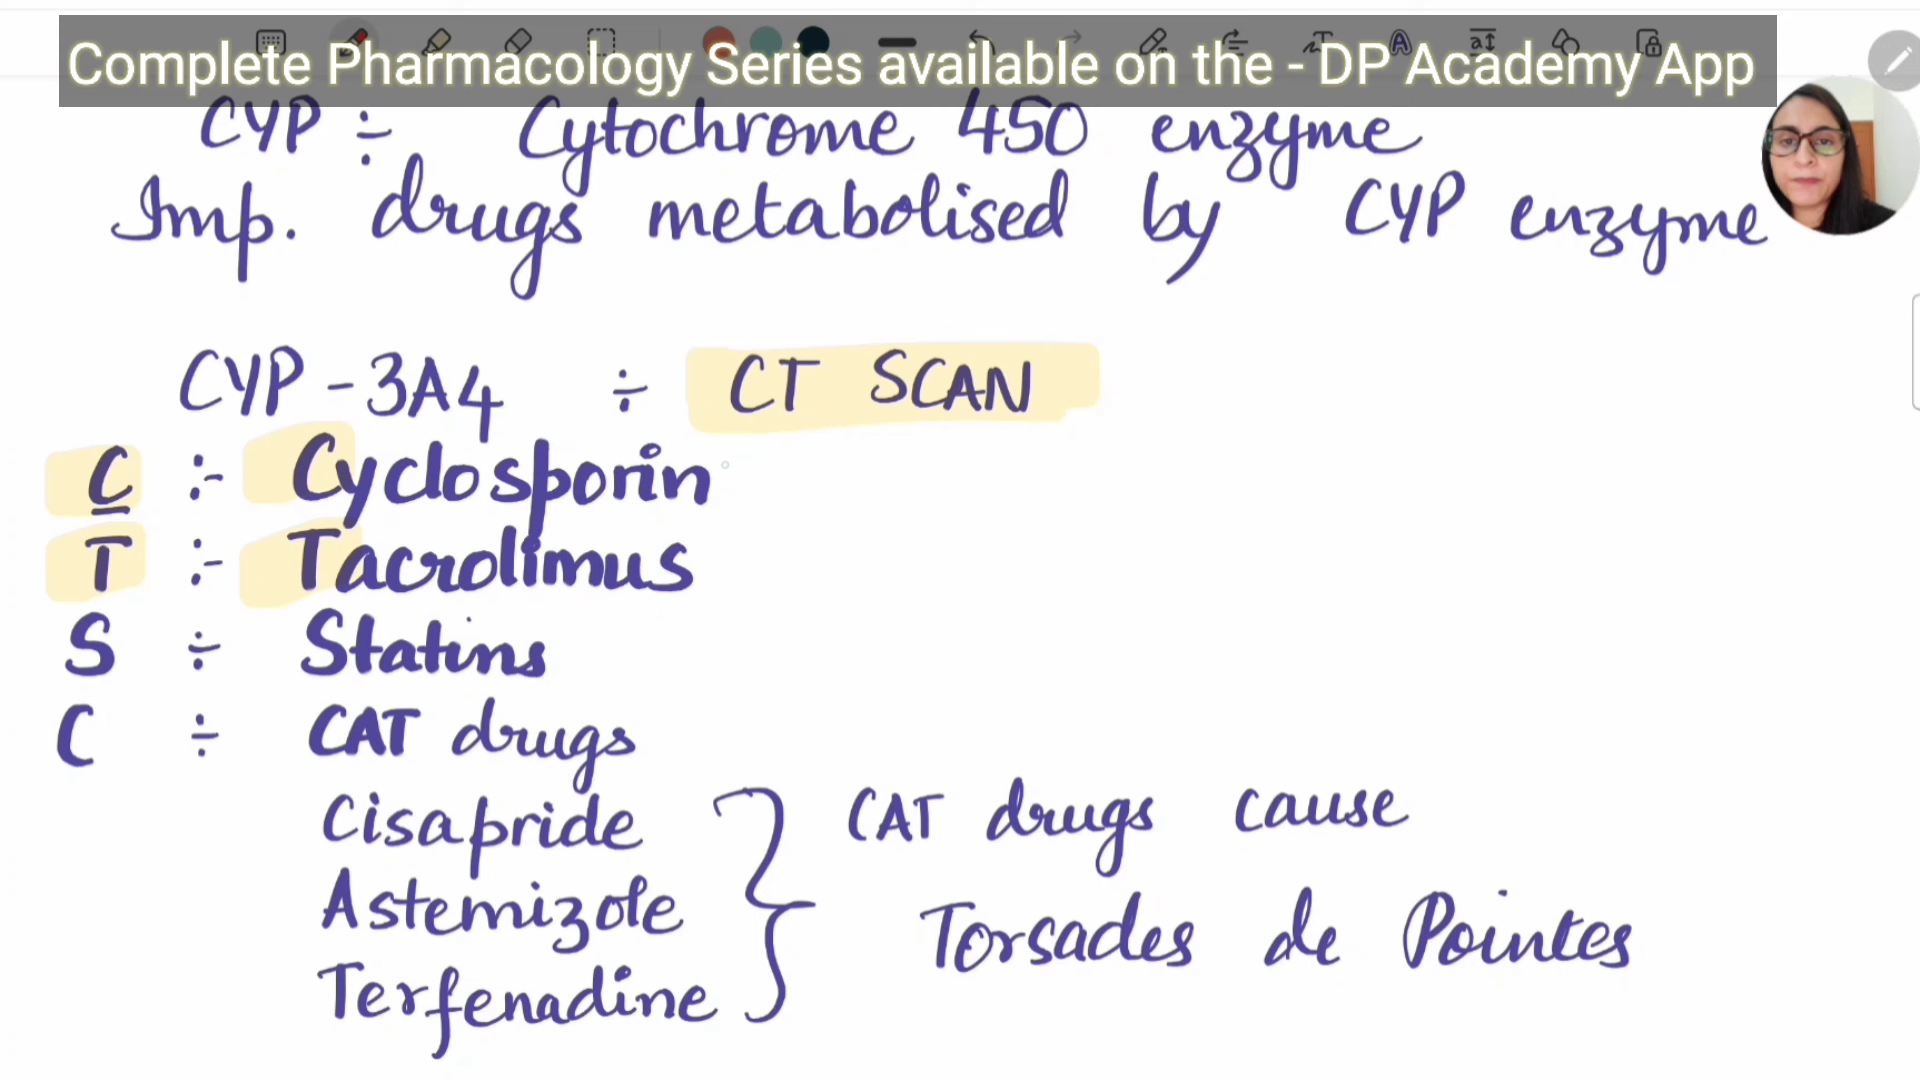 Complete Pharmacology Series available on the - DP Academy App
CYP ÷ Cytochrome 450 enzyme
Imp. drugs metabolised by CYP enzyme
CYP - 3A4 ÷ CT SCAN
C :- Cyclosporin
T :- Tacrolimus
S ÷ Statins
C ÷ CAT drugs
Cisapride
Astemizole
Terfenadine
CAT drugs cause
Torsades de Pointes